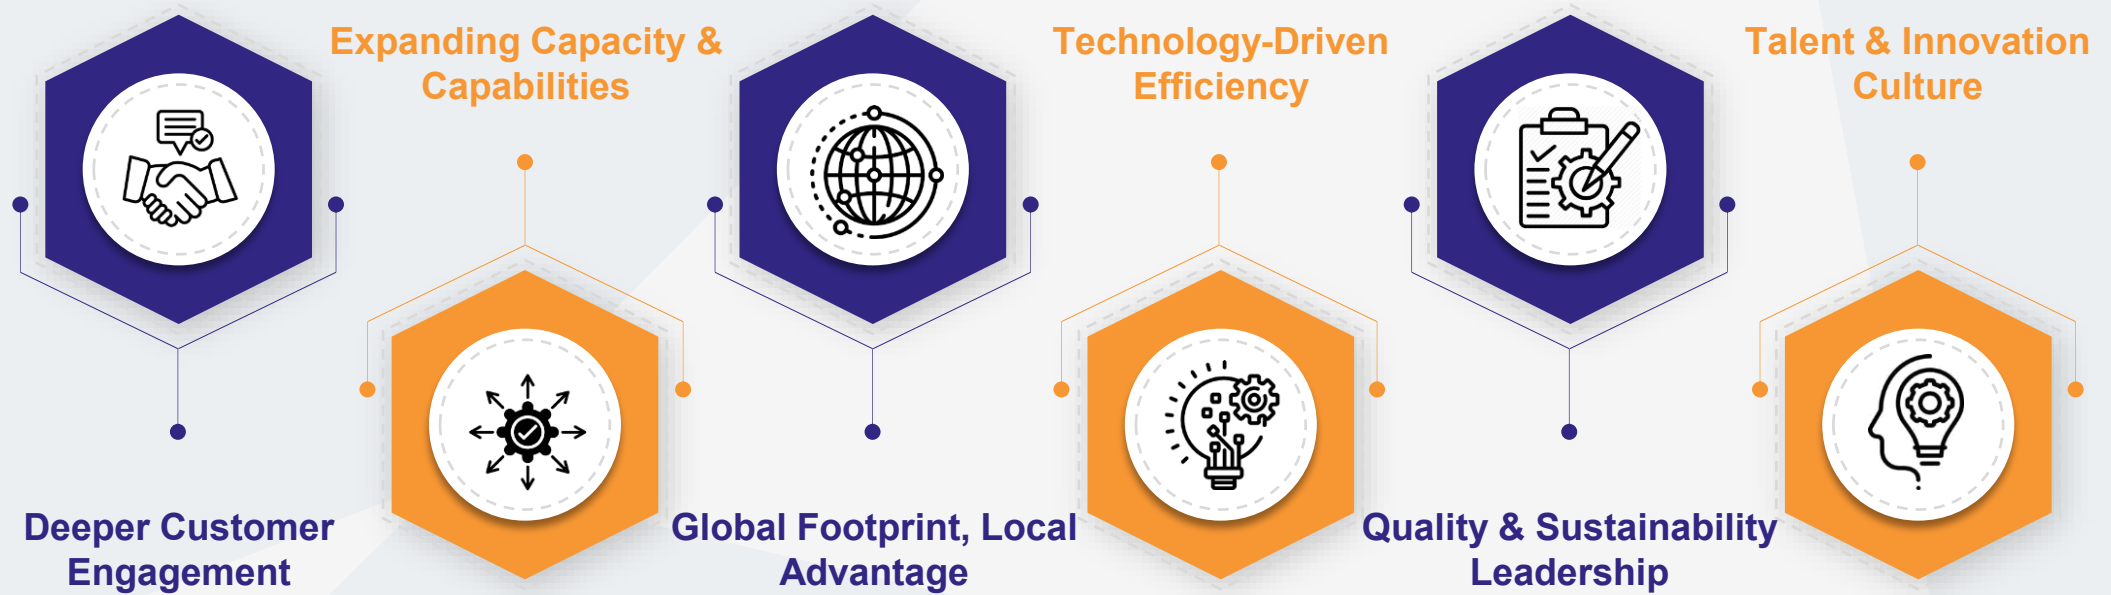 Expanding Capacity &
Capabilities
Technology-Driven
Efficiency
Talent & Innovation
Culture
Deeper Customer
Engagement
Global Footprint, Local
Advantage
Quality & Sustainability
Leadership